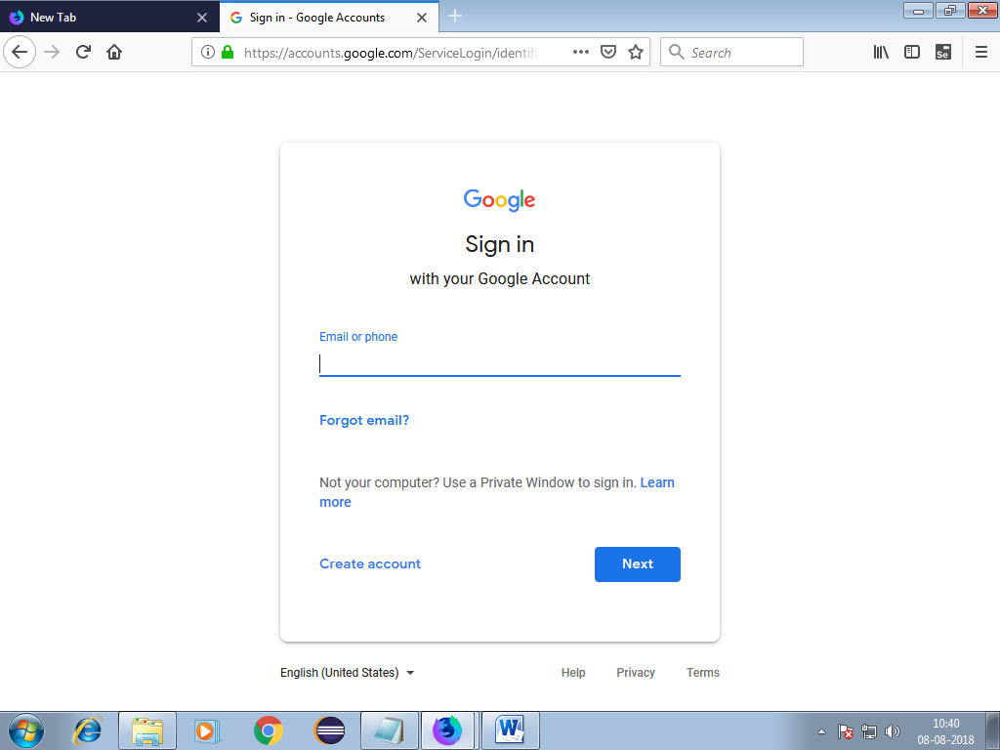 New Tab
Sign in - Google Accounts
https://accounts.google.com/ServiceLogin/identif
Search
Se
Google
Sign in
with your Google Account
Email or phone
Forgot email?
Not your computer? Use a Private Window to sign in. Learn
more
Create account
Next
English (United States)
Help
Privacy
Terms
10:40
08-08-2018